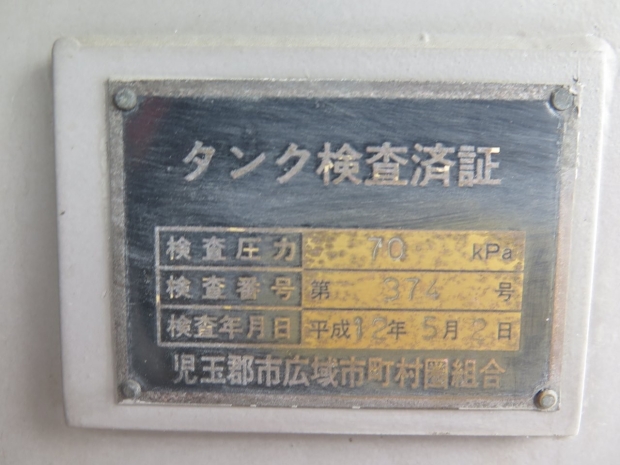 タンク検査済証
検査圧力 70 kPa
検査番号 第 374 号
検査年月日 平成12年 5月 2日
児玉郡市広域市町村圏組合